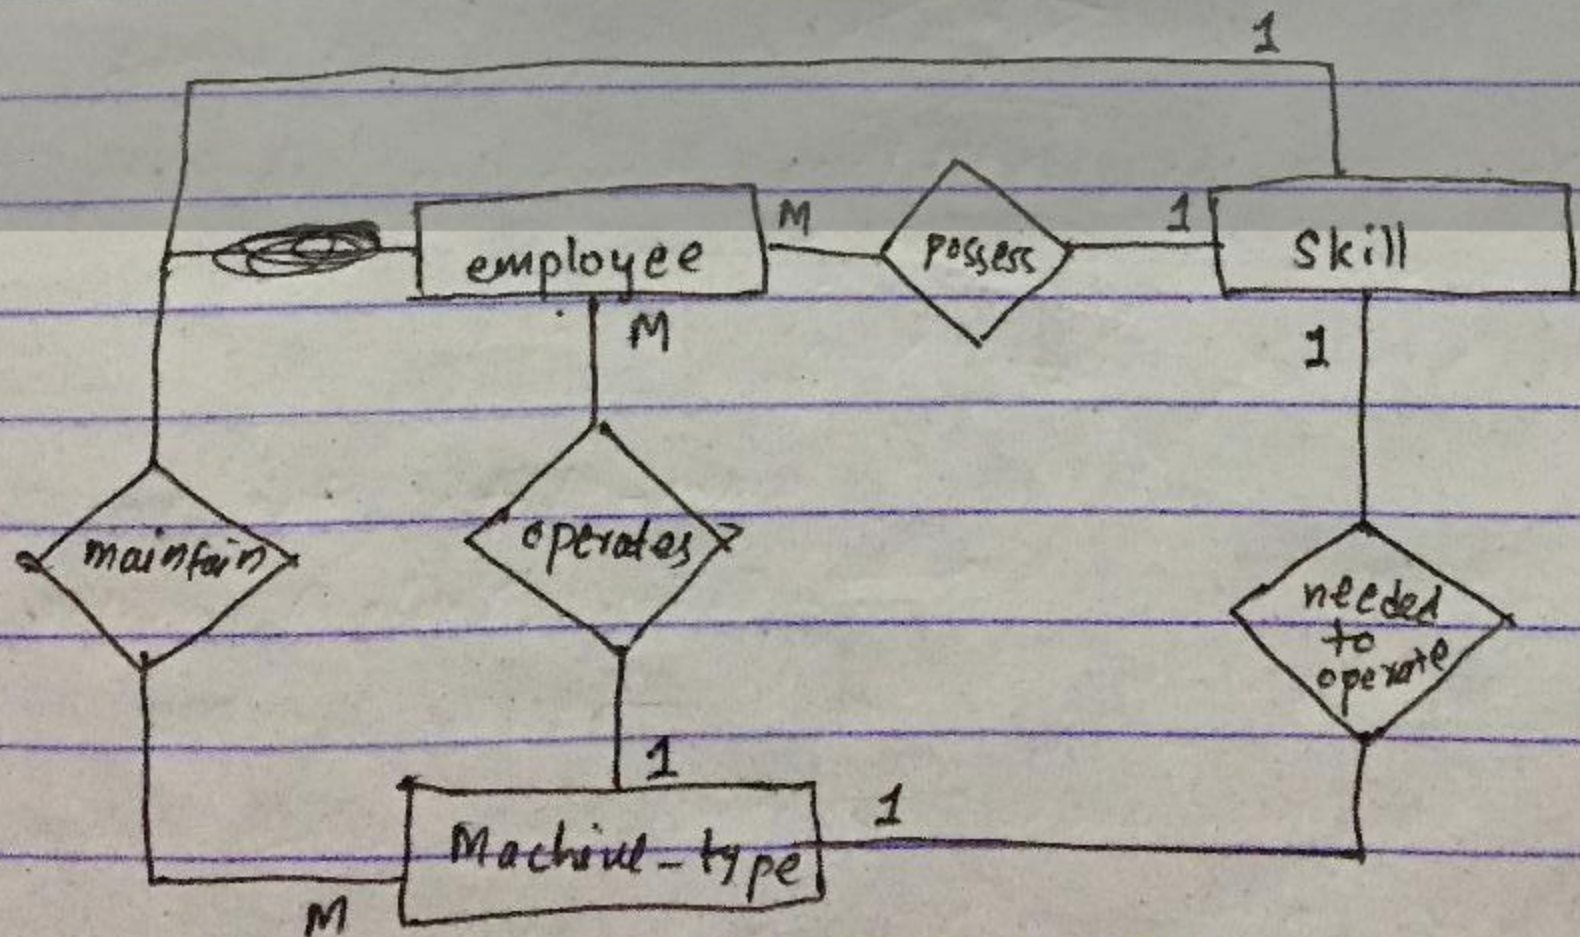 1
employee
M
possess
1
Skill
M
1
maintain
operates
needed
to
operate
1
1
Machine-type
M